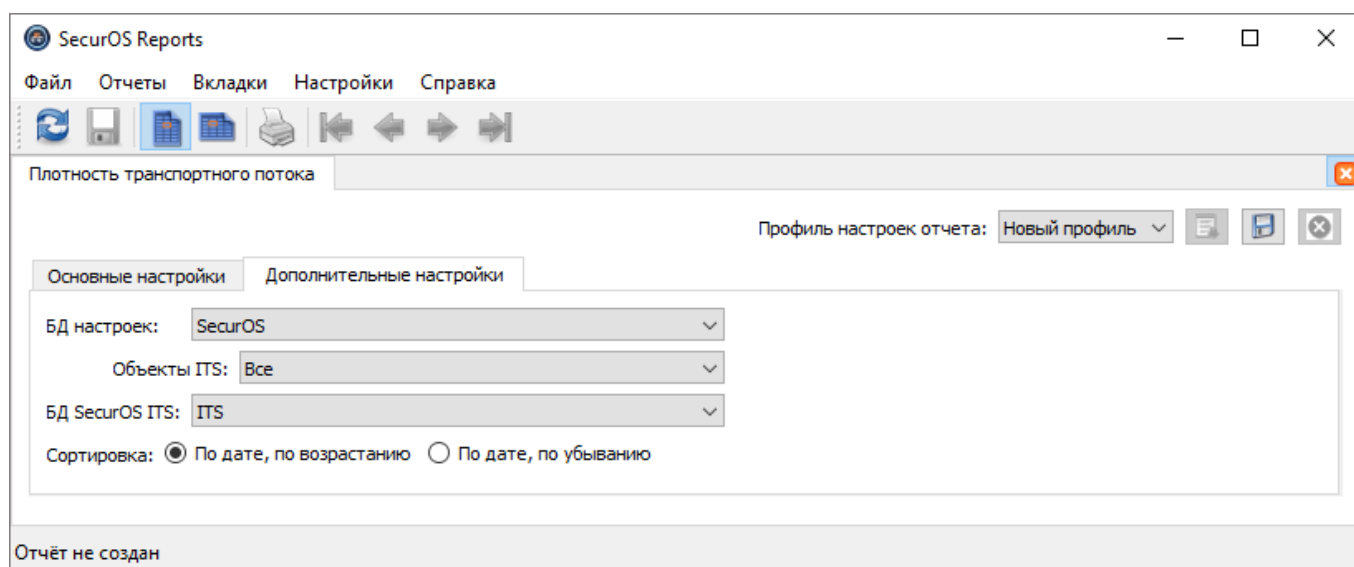 SecurOS Reports
Файл Отчеты Вкладки Настройки Справка
Плотность транспортного потока
Профиль настроек отчета: Новый профиль
Основные настройки Дополнительные настройки
БД настроек: SecurOS
Объекты ITS: Все
БД SecurOS ITS: ITS
Сортировка: По дате, по возрастанию По дате, по убыванию
Отчёт не создан